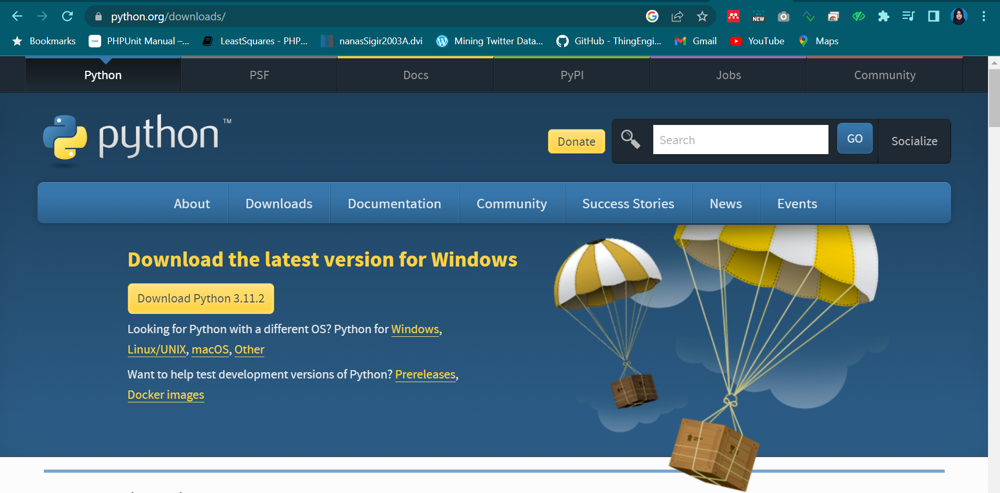 python.org/downloads/
NEW
Bookmarks PHPUnit Manual –... LeastSquares - PHP... nanasSigir2003A.dvi Mining Twitter Data... GitHub - ThingEngi... Gmail YouTube Maps
Python PSF Docs PyPI Jobs Community
python™
Donate Search GO Socialize
About Downloads Documentation Community Success Stories News Events
Download the latest version for Windows
Download Python 3.11.2
Looking for Python with a different OS? Python for Windows,
Linux/UNIX, macOS, Other
Want to help test development versions of Python? Prereleases,
Docker images